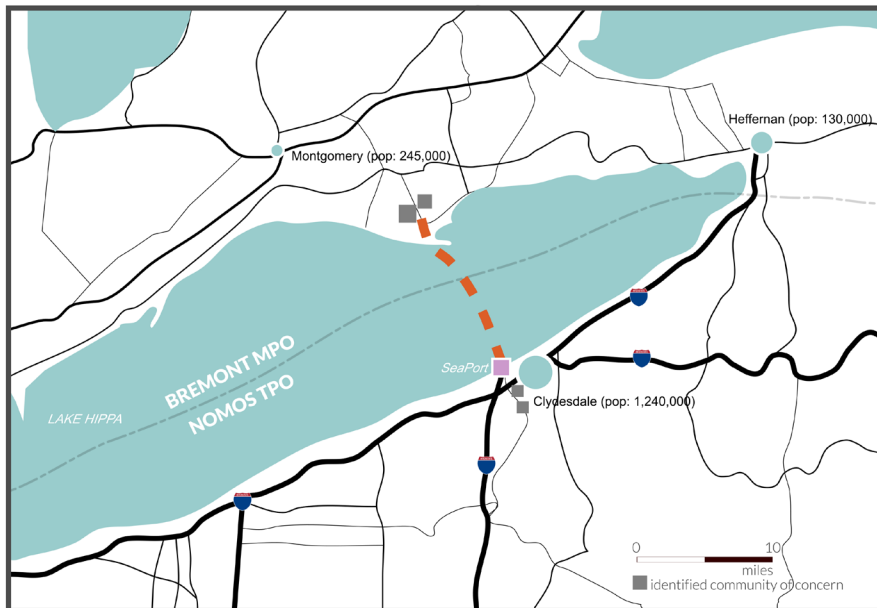 Heffernan (pop: 130,000)
Montgomery (pop: 245,000)
BREMONT MPO
NOMOS TPO
SeaPort
LAKE HIPPA
Clydesdale (pop: 1,240,000)
0 10
miles
identified community of concern